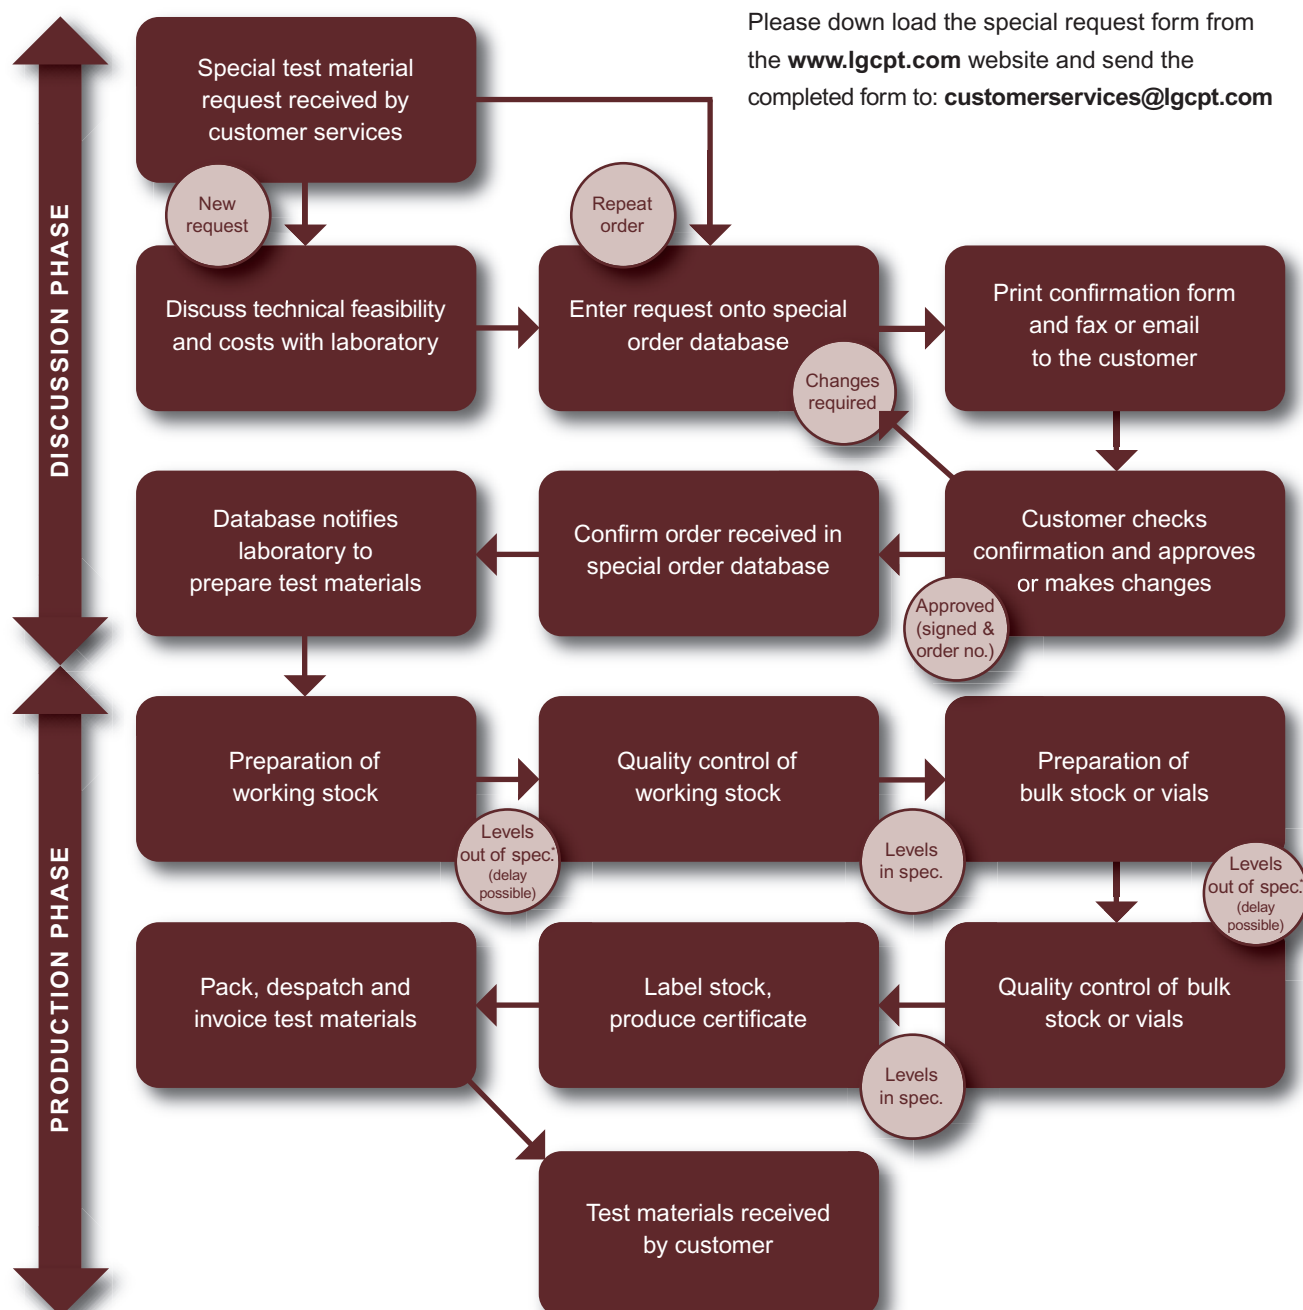 Please down load the special request form from
the www.lgcpt.com website and send the
completed form to: customerservices@lgcpt.com
DISCUSSION PHASE
Special test material
request received by
customer services
New
request
Repeat
order
Discuss technical feasibility
and costs with laboratory
Enter request onto special
order database
Print confirmation form
and fax or email
to the customer
Changes
required
Database notifies
laboratory to
prepare test materials
Confirm order received in
special order database
Customer checks
confirmation and approves
or makes changes
Approved
(signed &
order no.)
PRODUCTION PHASE
Preparation of
working stock
Quality control of
working stock
Preparation of
bulk stock or vials
Levels
out of spec.*
(delay
possible)
Levels
in spec.
Levels
out of spec.*
(delay
possible)
Pack, despatch and
invoice test materials
Label stock,
produce certificate
Quality control of bulk
stock or vials
Levels
in spec.
Test materials received
by customer